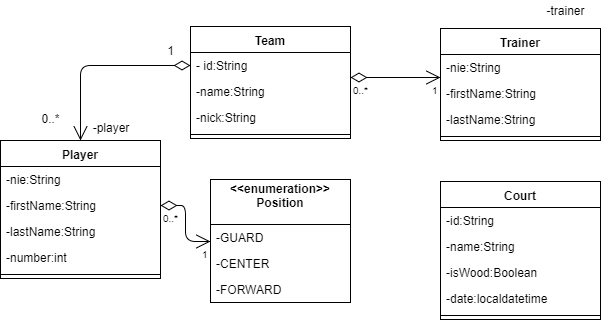 -trainer
Team
- id:String
-name:String
-nick:String
1
0..*
-player
0..*
1
Trainer
-nie:String
-firstName:String
-lastName:String
Player
-nie:String
-firstName:String
-lastName:String
-number:int
0..*
1
<<enumeration>>
Position
-GUARD
-CENTER
-FORWARD
Court
-id:String
-name:String
-isWood:Boolean
-date:localdatetime